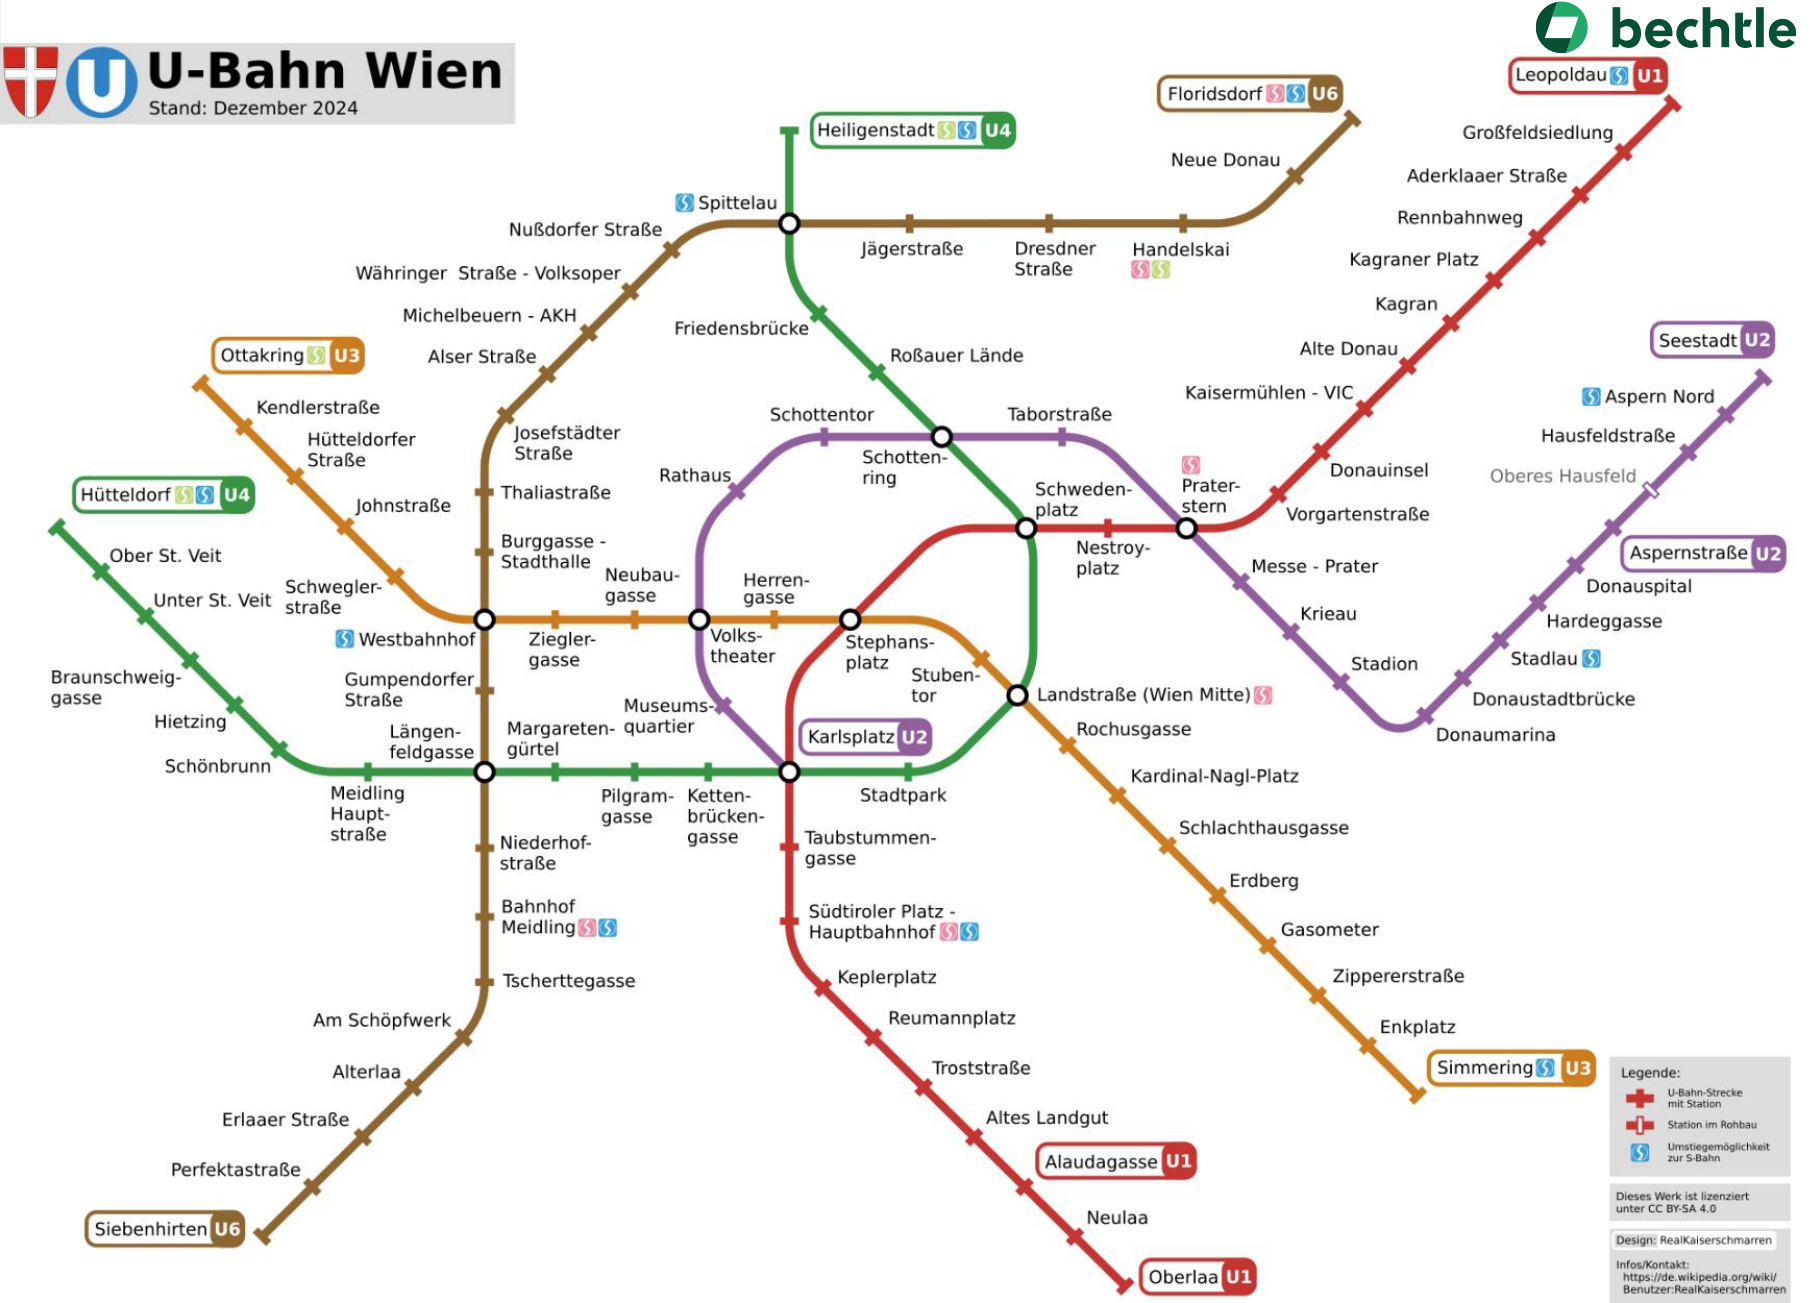 bechtle
U-Bahn Wien
Stand: Dezember 2024
Leopoldau U1
Floridsdorf U6
Heiligenstadt U4
Großfeldsiedlung
Neue Donau
Aderklaaer Straße
Spittelau
Rennbahnweg
Nußdorfer Straße
Jägerstraße
Dresdner
Straße
Handelskai
Kagraner Platz
Währinger  Straße - Volksoper
Kagran
Michelbeuern - AKH
Friedensbrücke
Seestadt U2
Ottakring U3
Alser Straße
Roßauer Lände
Alte Donau
Kaisermühlen - VIC
Aspern Nord
Kendlerstraße
Schottentor
Taborstraße
Hausfeldstraße
Hütteldorfer
Straße
Josefstädter
Straße
Schotten-
ring
Donauinsel
Oberes Hausfeld
Rathaus
Hütteldorf U4
Thaliastraße
Schweden-
platz
Prater-
stern
Johnstraße
Vorgartenstraße
Ober St. Veit
Burggasse -
Stadthalle
Nestroy-
platz
Aspernstraße U2
Messe - Prater
Neubau-
gasse
Herren-
gasse
Donauspital
Unter St. Veit
Schwegler-
straße
Krieau
Hardeggasse
Westbahnhof
Ziegler-
gasse
Volks-
theater
Stephans-
platz
Stadion
Stadlau
Braunschweig-
gasse
Gumpendorfer
Straße
Stuben-
tor
Landstraße (Wien Mitte)
Donaustadtbrücke
Museums-
quartier
Hietzing
Längen-
feldgasse
Margareten-
gürtel
Karlsplatz U2
Rochusgasse
Donaumarina
Schönbrunn
Kardinal-Nagl-Platz
Meidling
Haupt-
straße
Pilgram-
gasse
Ketten-
brücken-
gasse
Stadtpark
Schlachthausgasse
Niederhof-
straße
Taubstummen-
gasse
Erdberg
Bahnhof
Meidling
Südtiroler Platz -
Hauptbahnhof
Gasometer
Tscherttegasse
Keplerplatz
Zippererstraße
Am Schöpfwerk
Reumannplatz
Enkplatz
Alterlaa
Troststraße
Simmering U3
Erlaaer Straße
Altes Landgut
Perfektastraße
Alaudagasse U1
Siebenhirten U6
Neulaa
Oberlaa U1
Legende:
U-Bahn-Strecke
mit Station
Station im Rohbau
Umstiegemöglichkeit
zur S-Bahn
Dieses Werk ist lizenziert
unter CC BY-SA 4.0
Design: RealKaiserschmarren
Infos/Kontakt:
https://de.wikipedia.org/wiki/
Benutzer:RealKaiserschmarren